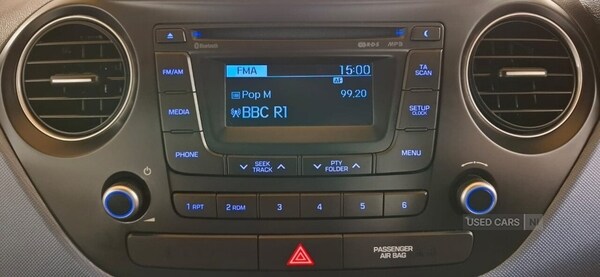 Bluetooth
MP3
FMA 15:00
AF
Pop M 99.20
BBC R1
FM/AM
MEDIA
PHONE
TA
SCAN
SETUP
CLOCK
MENU
SEEK
TRACK
PTY
FOLDER
1 RPT 2 RDM 3 4 5 6
PASSENGER
AIR BAG
USED CARS NI